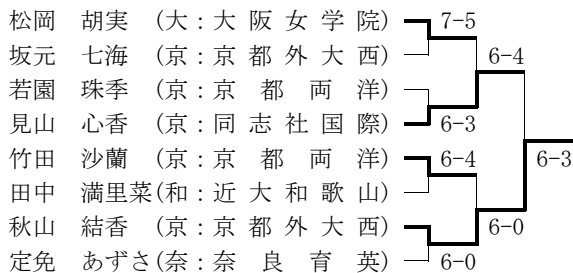 松岡 胡実 (大:大阪女学院) 7-5
坂元 七海 (京:京都外大西) 6-4
若園 珠季 (京:京都両洋)
見山 心香 (京:同志社国際) 6-3
竹田 沙蘭 (京:京都両洋) 6-4 6-3
田中 満里菜(和:近大和歌山)
秋山 結香 (京:京都外大西) 6-0
定免 あずさ(奈:奈良育英) 6-0